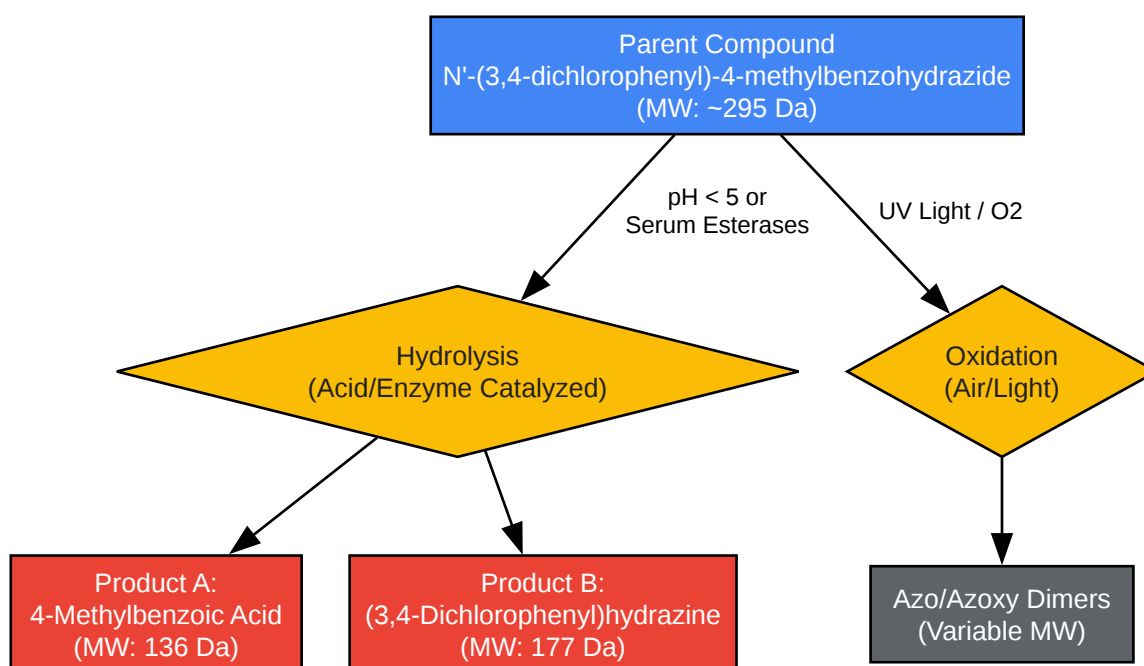 Parent Compound
N'-(3,4-dichlorophenyl)-4-methylbenzohydrazide
(MW: ~295 Da)
pH < 5 or
Serum Esterases
UV Light / O2
Hydrolysis
(Acid/Enzyme Catalyzed)
Oxidation
(Air/Light)
Product A:
4-Methylbenzoic Acid
(MW: 136 Da)
Product B:
(3,4-Dichlorophenyl)hydrazine
(MW: 177 Da)
Azo/Azoxy Dimers
(Variable MW)